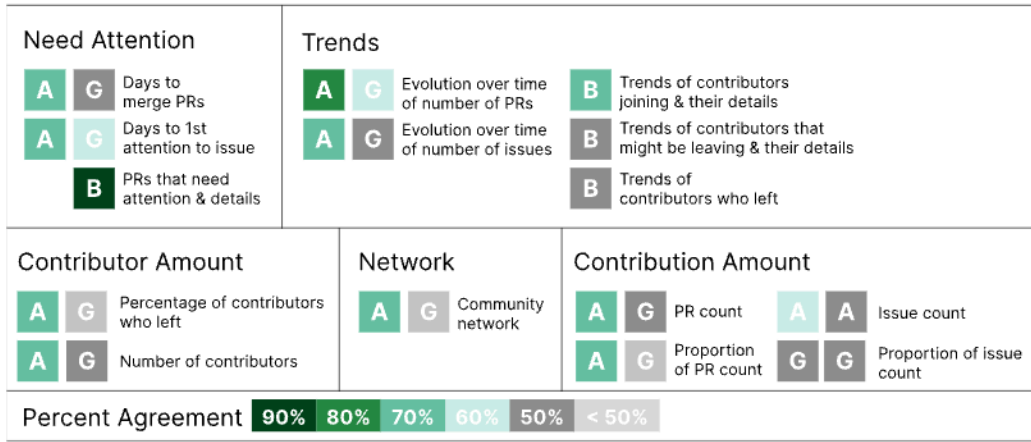 Need Attention
A G Days to
merge PRs
A G Days to 1st
attention to issue
B PRs that need
attention & details
Trends
A G Evolution over time
of number of PRs
A G Evolution over time
of number of issues
B Trends of contributors
joining & their details
B Trends of contributors that
might be leaving & their details
B Trends of
contributors who left
Contributor Amount
A G Percentage of contributors
who left
A G Number of contributors
Network
A G Community
network
Contribution Amount
A G PR count
A G Proportion
of PR count
A A Issue count
G G Proportion of issue
count
Percent Agreement 90% 80% 70% 60% 50% < 50%